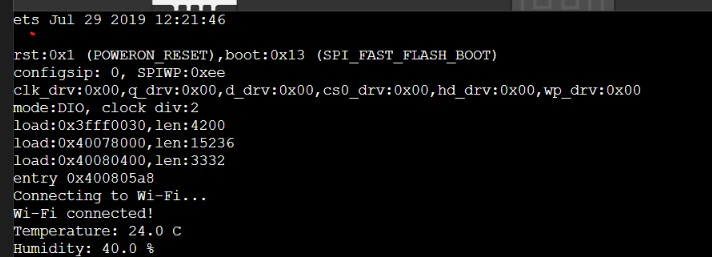 ets Jul 29 2019 12:21:46
rst:0x1 (POWERON_RESET),boot:0x13 (SPI_FAST_FLASH_BOOT)
configsip: 0, SPIWP:0xee
clk_drv:0x00,q_drv:0x00,d_drv:0x00,cs0_drv:0x00,hd_drv:0x00,wp_drv:0x00
mode:DIO, clock div:2
load:0x3fff0030,len:4200
load:0x40078000,len:15236
load:0x40080400,len:3332
entry 0x400805a8
Connecting to Wi-Fi...
Wi-Fi connected!
Temperature: 24.0 C
Humidity: 40.0 %